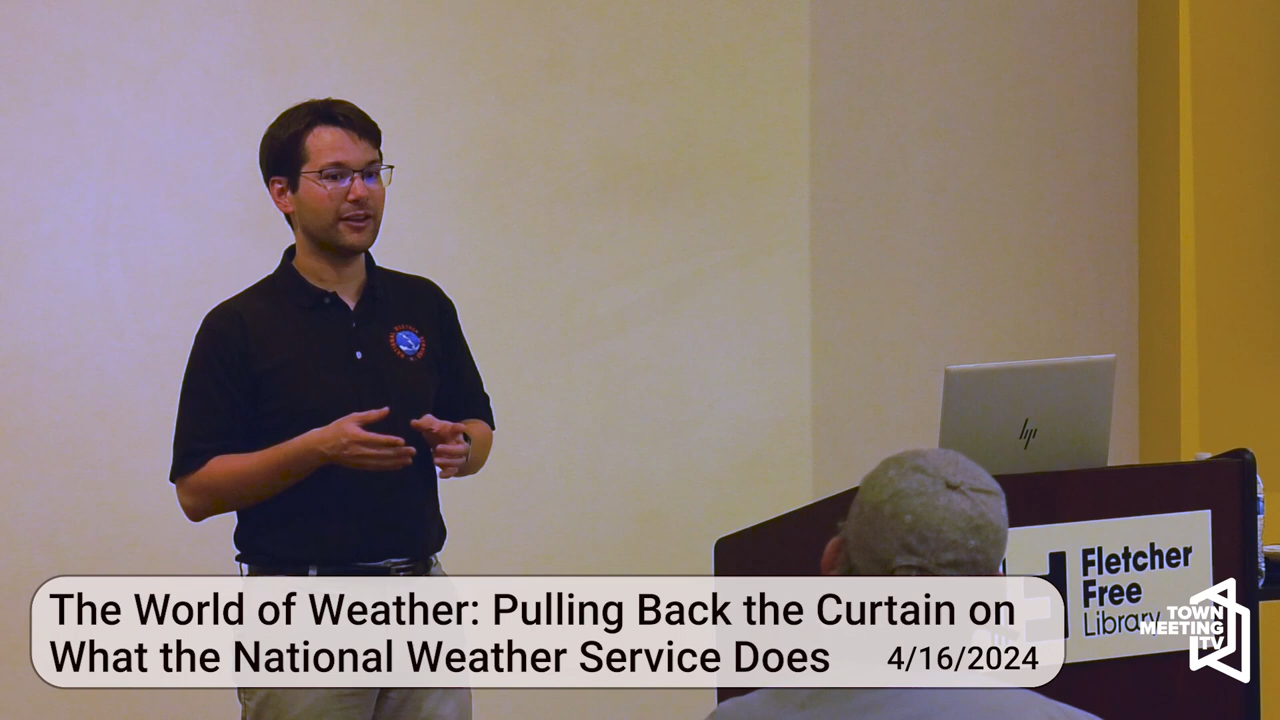 The World of Weather: Pulling Back the Curtain on
What the National Weather Service Does 4/16/2024
hp
Fletcher
Free
Library
TOWN
MEETING
TV